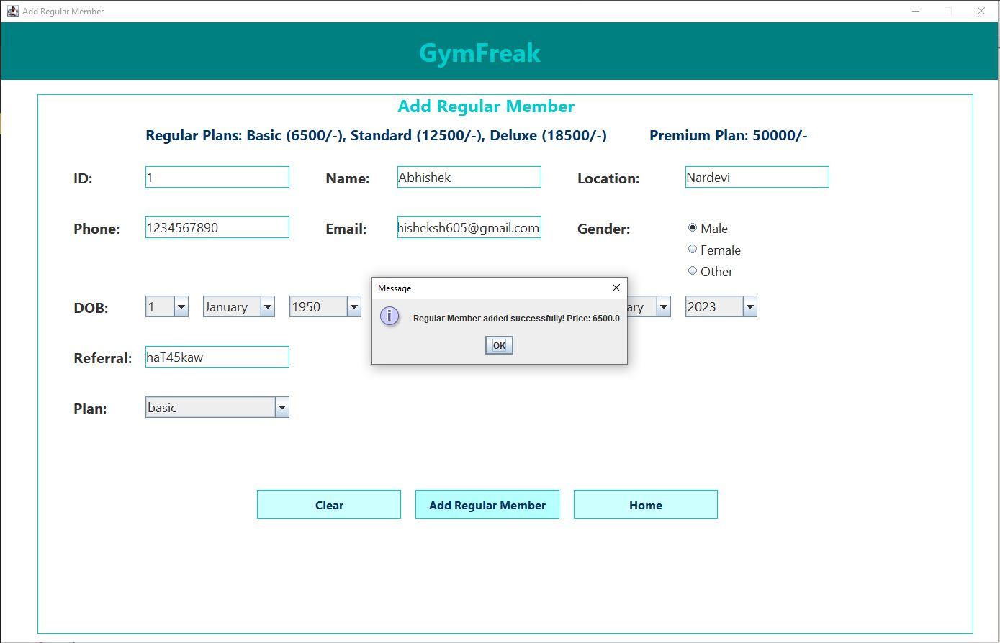 Add Regular Member
GymFreak
Add Regular Member
Regular Plans: Basic (6500/-), Standard (12500/-), Deluxe (18500/-) Premium Plan: 50000/-
ID: 1 Name: Abhishek Location: Nardevi
Phone: 1234567890 Email: hisheksh605@gmail.com Gender: Male
Female
Other
Message
DOB: 1 January 1950 ary 2023
Regular Member added successfully! Price: 6500.0
OK
Referral: haT45kaw
Plan: basic
Clear Add Regular Member Home